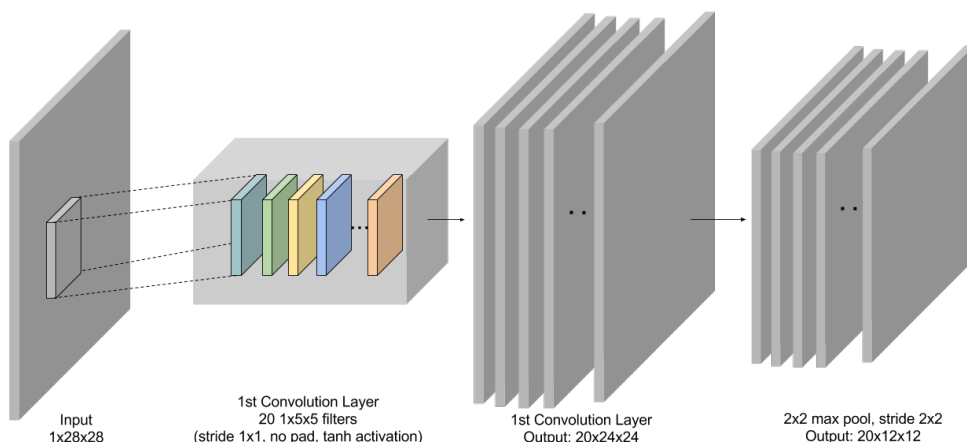 Input
1x28x28
1st Convolution Layer
20 1x5x5 filters
(stride 1x1, no pad, tanh activation)
1st Convolution Layer
Output: 20x24x24
2x2 max pool, stride 2x2
Output: 20x12x12